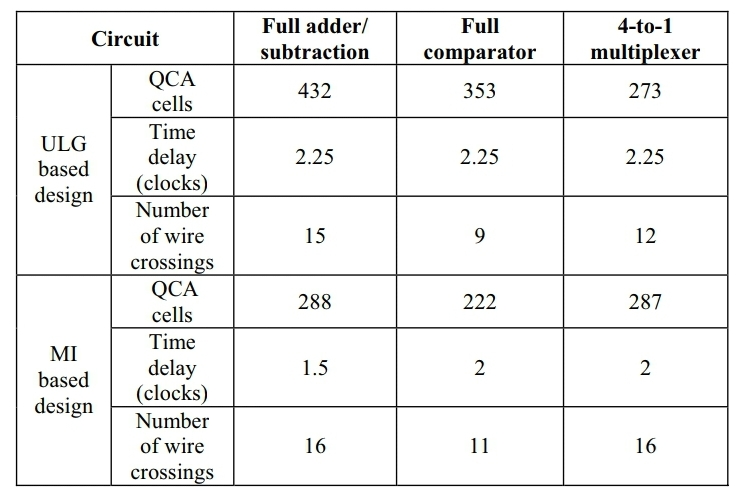 Circuit
Full adder/
subtraction
Full
comparator
4-to-1
multiplexer
ULG
based
design
QCA
cells
432
353
273
Time
delay
(clocks)
2.25
2.25
2.25
Number
of wire
crossings
15
9
12
MI
based
design
QCA
cells
288
222
287
Time
delay
(clocks)
1.5
2
2
Number
of wire
crossings
16
11
16